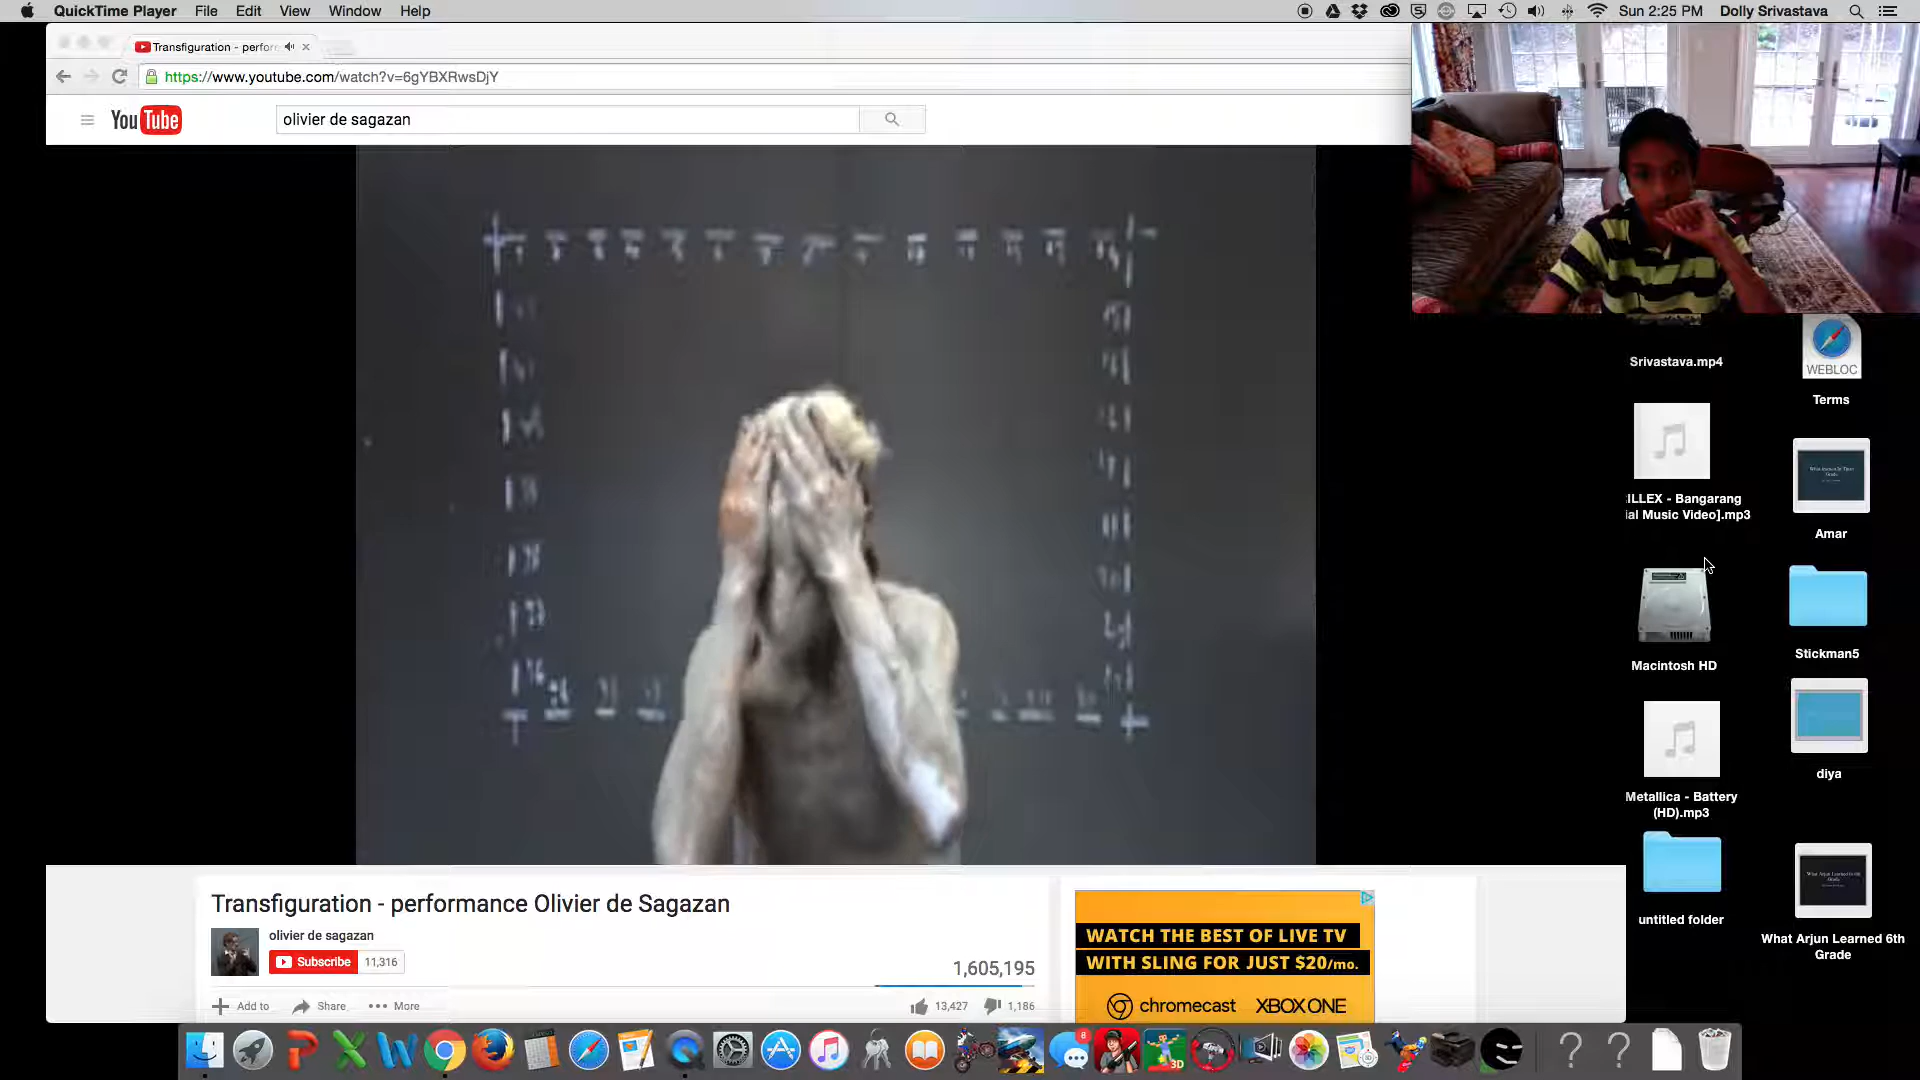 QuickTime Player File Edit View Window Help
Sun 2:25 PM Dolly Srivastava
Transfiguration - perfor
https://www.youtube.com/watch?v=6gYBXRwsDjY
YouTube
olivier de sagazan
Srivastava.mp4
WEBLOC
Terms
ILLEX - Bangarang
ial Music Video].mp3
Amar
Macintosh HD
Stickman5
diya
Metallica - Battery
(HD).mp3
untitled folder
What Arjun Learned 6th
Grade
Transfiguration - performance Olivier de Sagazan
olivier de sagazan
Subscribe 11,316
1,605,195
Add to Share More
13,427 1,186
WATCH THE BEST OF LIVE TV
WITH SLING FOR JUST $20/mo.
chromecast XBOX ONE
8
3D